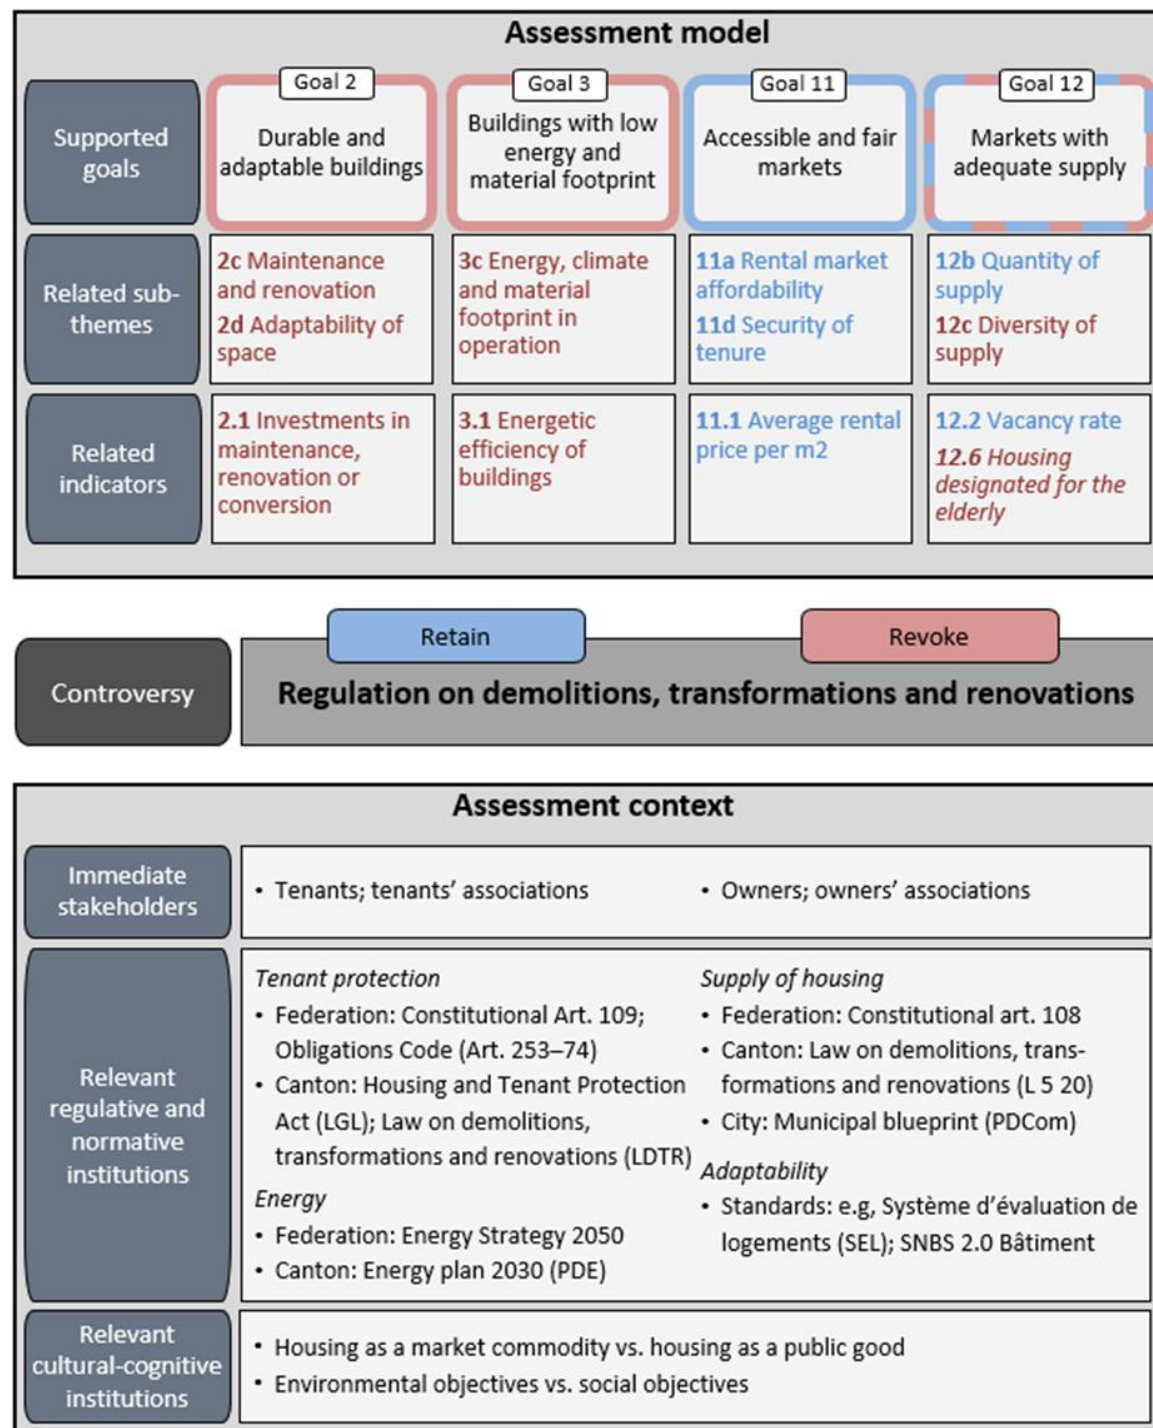 Assessment model
Supported
goals
Goal 2
Durable and
adaptable buildings
Goal 3
Buildings with low
energy and
material footprint
Goal 11
Accessible and fair
markets
Goal 12
Markets with
adequate supply
Related sub-
themes
2c Maintenance
and renovation
2d Adaptability of
space
3c Energy, climate
and material
footprint in
operation
11a Rental market
affordability
11d Security of
tenure
12b Quantity of
supply
12c Diversity of
supply
Related
indicators
2.1 Investments in
maintenance,
renovation or
conversion
3.1 Energetic
efficiency of
buildings
11.1 Average rental
price per m2
12.2 Vacancy rate
12.6 Housing
designated for the
elderly
Retain
Revoke
Controversy
Regulation on demolitions, transformations and renovations
Assessment context
Immediate
stakeholders
• Tenants; tenants’ associations
• Owners; owners’ associations
Relevant
regulative and
normative
institutions
Tenant protection
• Federation: Constitutional Art. 109;
Obligations Code (Art. 253–74)
• Canton: Housing and Tenant Protection
Act (LGL); Law on demolitions,
transformations and renovations (LDTR)
Energy
• Federation: Energy Strategy 2050
• Canton: Energy plan 2030 (PDE)
Supply of housing
• Federation: Constitutional art. 108
• Canton: Law on demolitions, trans-
formations and renovations (L 5 20)
• City: Municipal blueprint (PDCom)
Adaptability
• Standards: e.g, Système d’évaluation de
logements (SEL); SNBS 2.0 Bâtiment
Relevant
cultural-cognitive
institutions
• Housing as a market commodity vs. housing as a public good
• Environmental objectives vs. social objectives